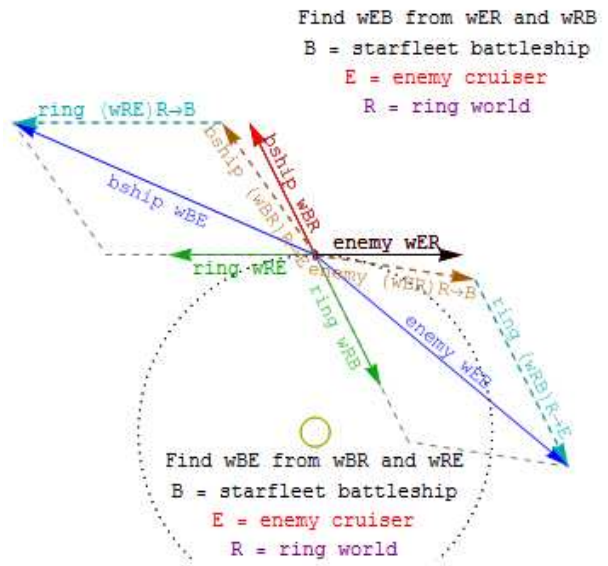 Find wEB from wER and wRB
B = starfleet battleship
E = enemy cruiser
R = ring world
ring (wRE)R→B
bship wBR
bship (wBR)R→E
bship wBE
enemy wER
ring wRE
enemy (wER)R→B
ring wRB
enemy wEB
ring (wRB)R→E
Find wBE from wBR and wRE
B = starfleet battleship
E = enemy cruiser
R = ring world